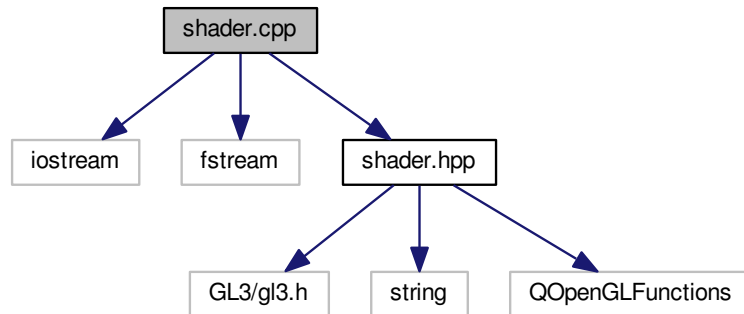 shader.cpp
iostream
fstream
shader.hpp
GL3/gl3.h
string
QOpenGLFunctions